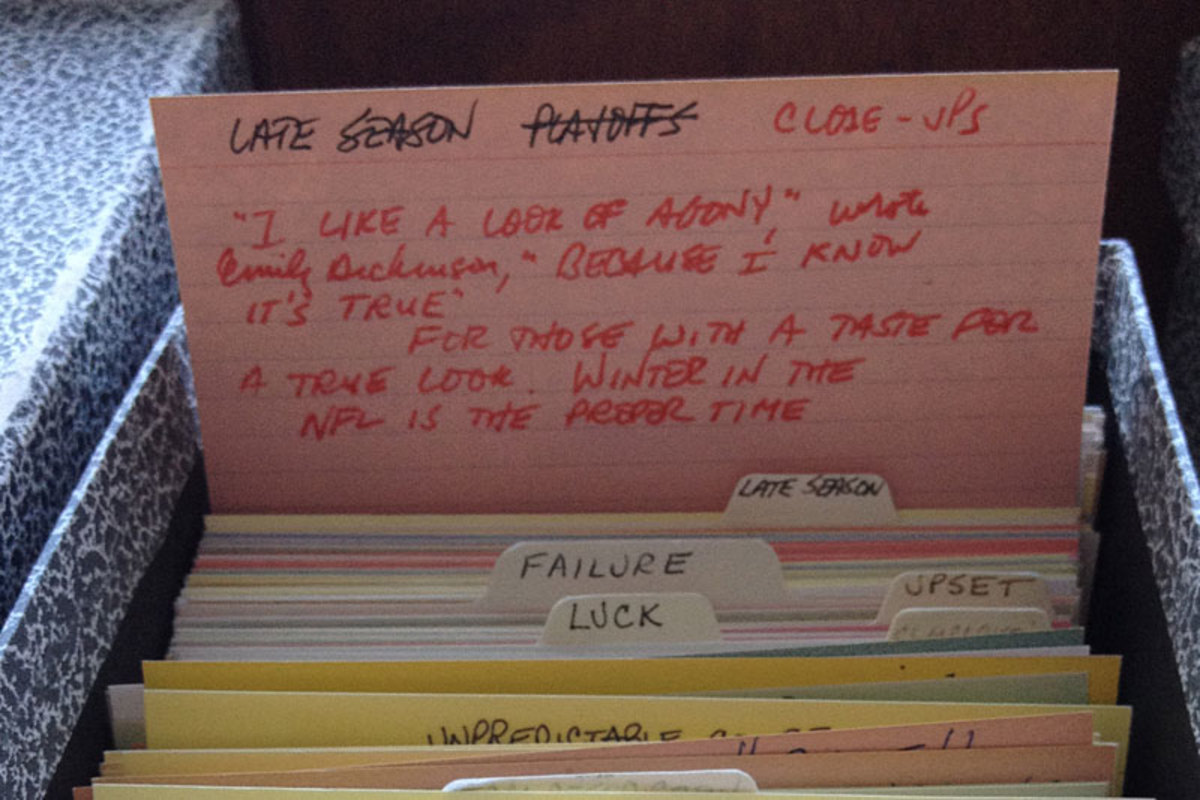 LATE SEASON PLAYOFFS CLOSE-UPS
"I LIKE A LOOK OF AGONY," wrote
Emily Dickinson, "BECAUSE I KNOW
IT'S TRUE"
FOR THOSE WITH A TASTE FOR
A TRUE LOOK. WINTER IN THE
NFL IS THE PROPER TIME
LATE SEASON
FAILURE
UPSET
LUCK
UNPREDICTABLE